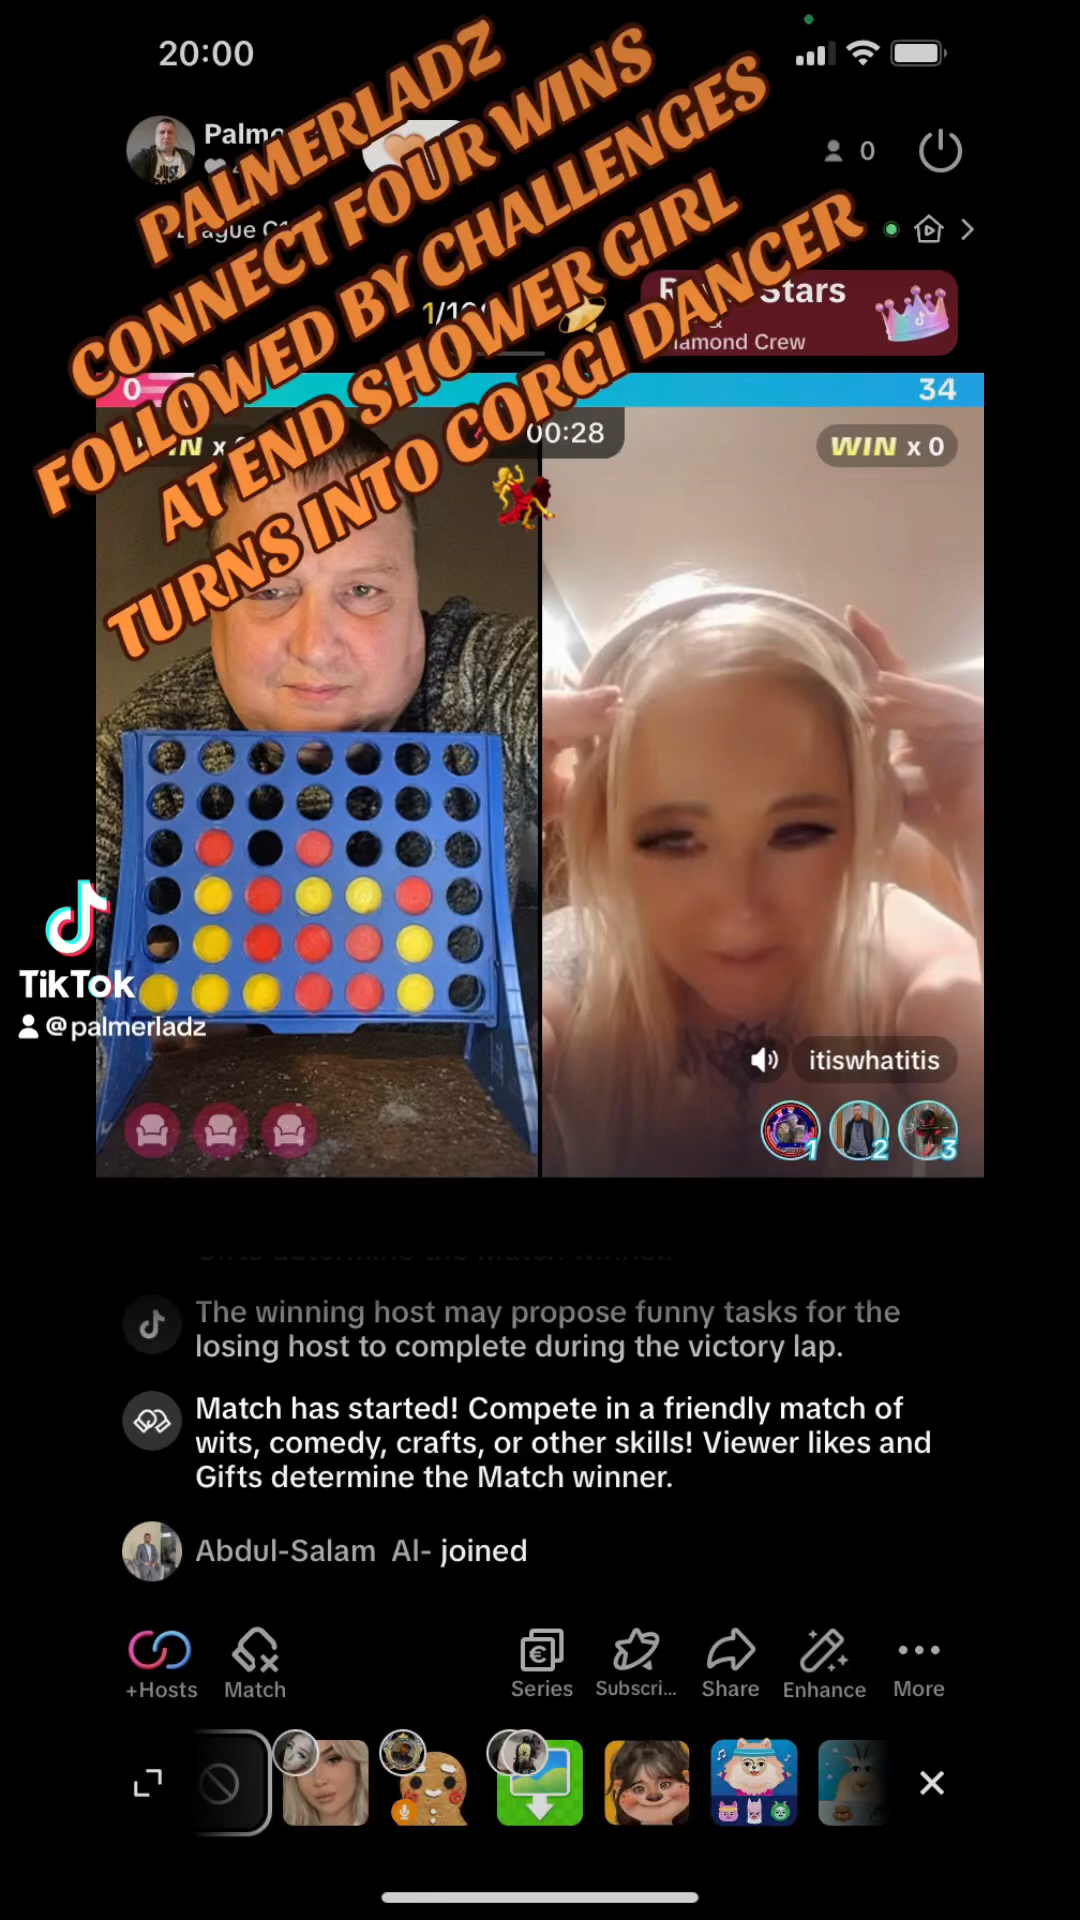 20:00
PALMERLADZ
CONNECT FOUR WINS
FOLLOWED BY CHALLENGES
AT END SHOWER GIRL
TURNS INTO CORGI DANCER
0
Stars
Crew
0
34
00:28
x
WIN x 0
TikTok
@palmerladz
itiswhatitis
1
2
3
The winning host may propose funny tasks for the
losing host to complete during the victory lap.
Match has started! Compete in a friendly match of
wits, comedy, crafts, or other skills! Viewer likes and
Gifts determine the Match winner.
Abdul-Salam Al- joined
+Hosts
Match
Series
Subscri...
Share
Enhance
More